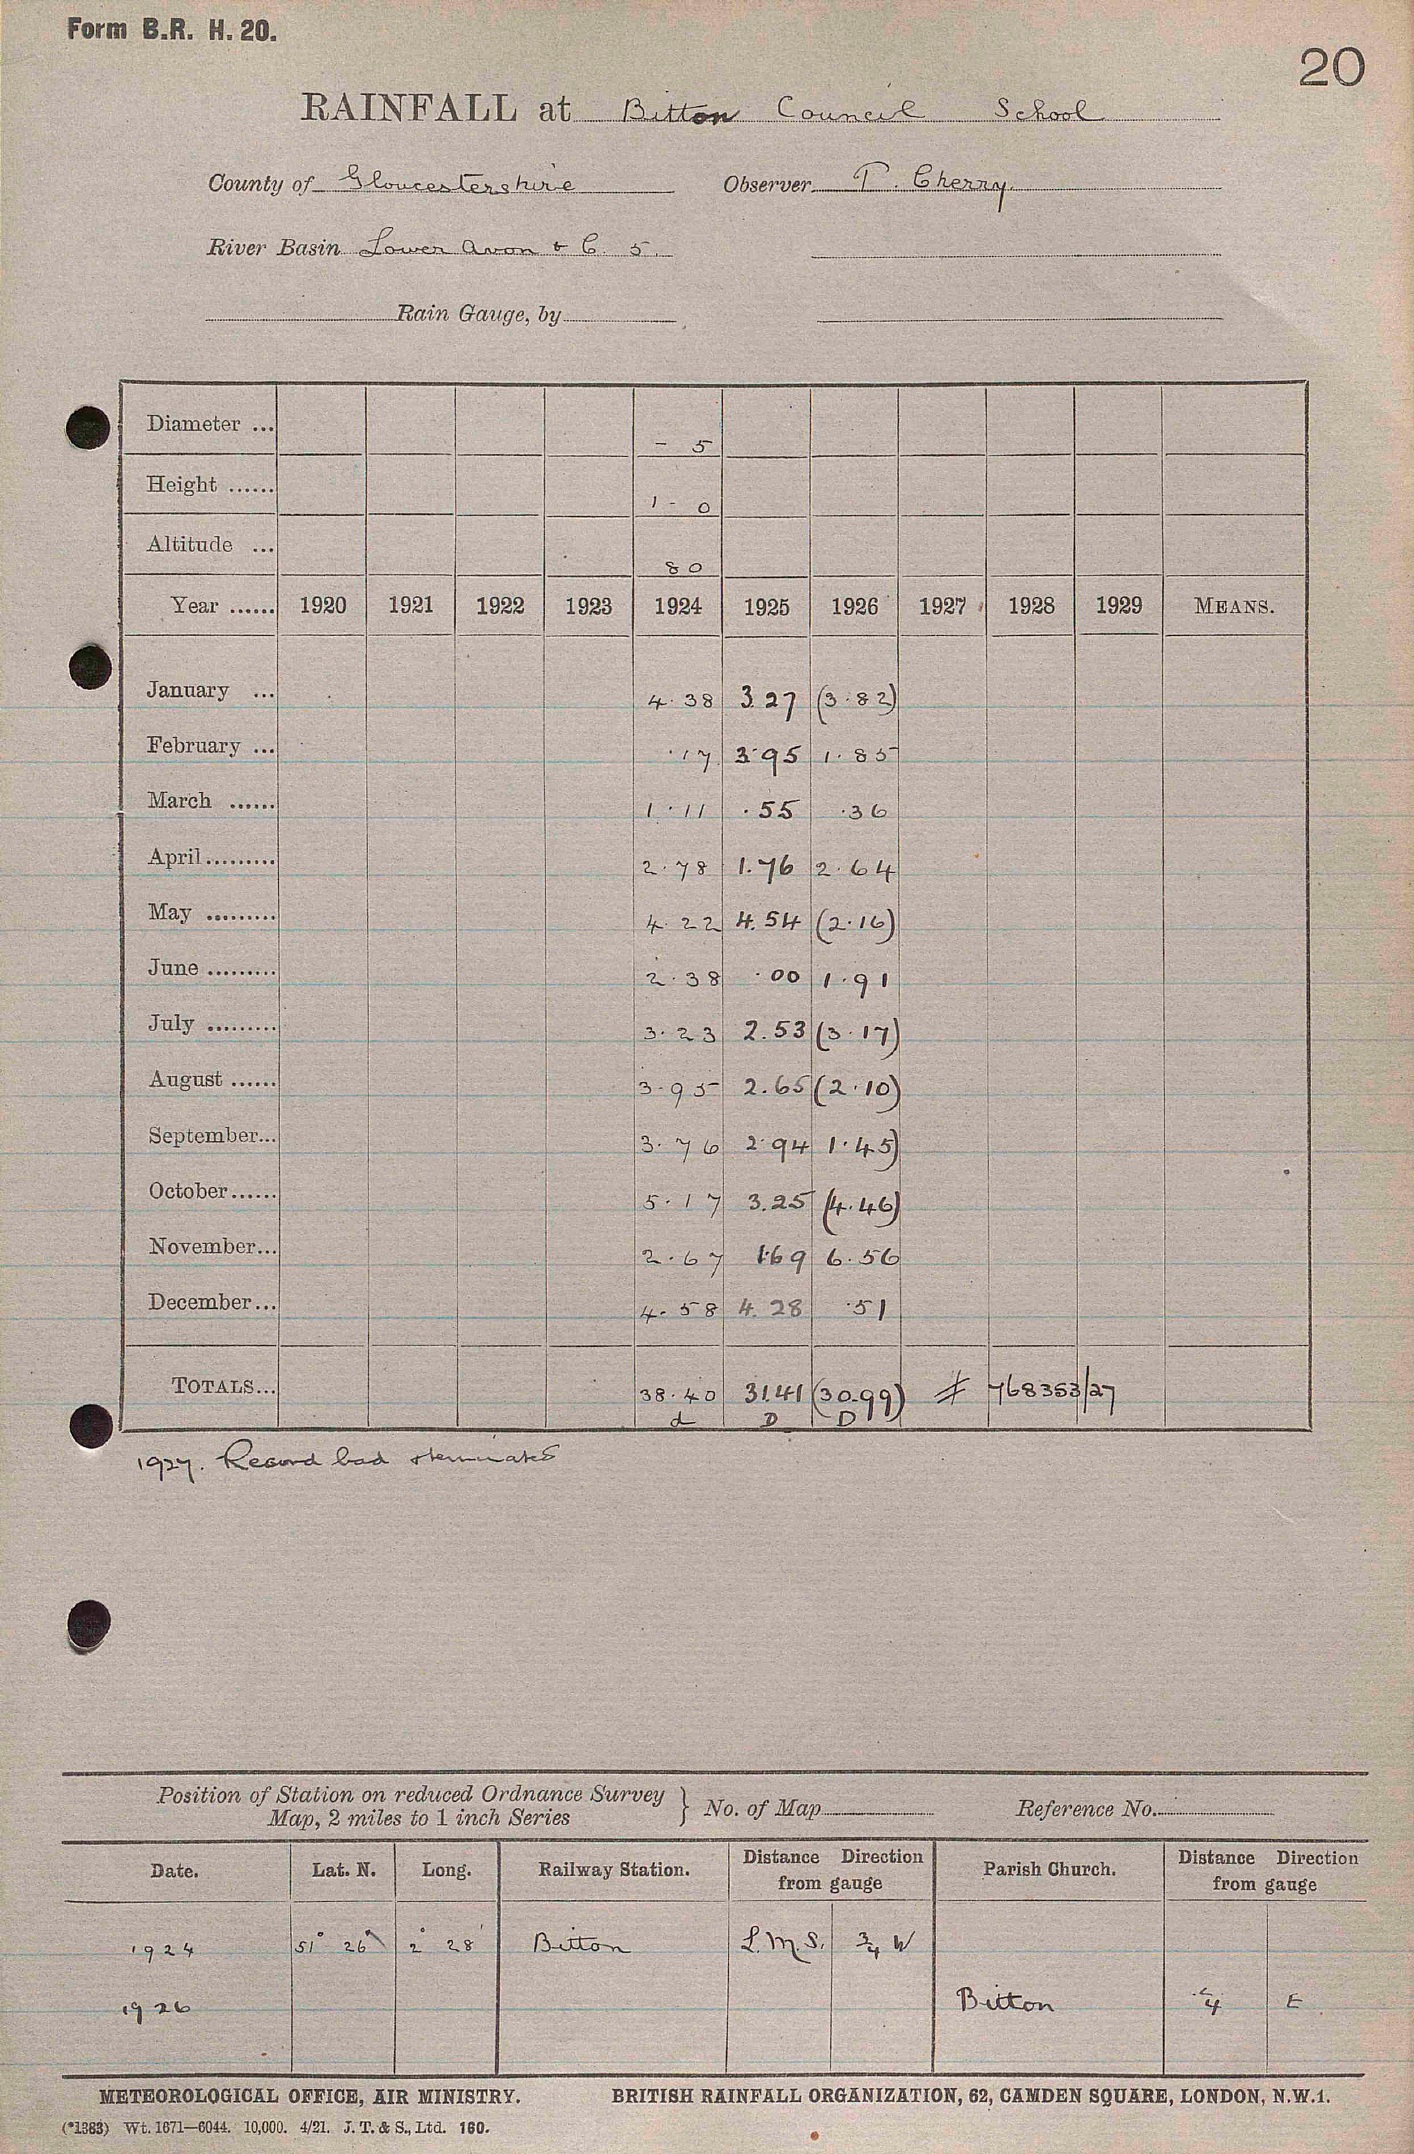 Form B.R. H. 20.
20
RAINFALL at Bitton Council School
County of Gloucestershire Observer T. Cherry.
River Basin Lower Avon & C. 5.
Rain Gauge, by
Diameter ... - 5
Height ...... 1 - 0
Altitude ... 80
Year ...... 1920 1921 1922 1923 1924 1925 1926 1927 1928 1929 MEANS.
January ... 4.38 3.27 (3.82)
February ... .17 3.95 1.85
March ...... 1.11 .55 .36
April ......... 2.78 1.76 2.64
May ......... 4.22 4.54 (2.16)
June ......... 2.38 .00 1.91
July ......... 3.23 2.53 (3.17)
August ...... 3.95 2.65 (2.10)
September... 3.76 2.94 1.45)
October...... 5.17 3.25 (4.46)
November... 2.67 1.69 6.56
December... 4.58 4.28 .51
TOTALS... 38.40 31.41 (30.99) # 768353/27
d D D
1927. Record bad & terminated
Position of Station on reduced Ordnance Survey
Map, 2 miles to 1 inch Series } No. of Map Reference No.
Date. Lat. N. Long. Railway Station. Distance Direction from gauge Parish Church. Distance Direction from gauge
1924 51° 26' 2° 28' Bitton L.M.S. 3/4 W
1926 Bitton 4 E
METEOROLOGICAL OFFICE, AIR MINISTRY. BRITISH RAINFALL ORGANIZATION, 62, CAMDEN SQUARE, LONDON, N.W.1.
(*1383) Wt. 1671—6044. 10,000. 4/21. J. T. & S., Ltd. 160.